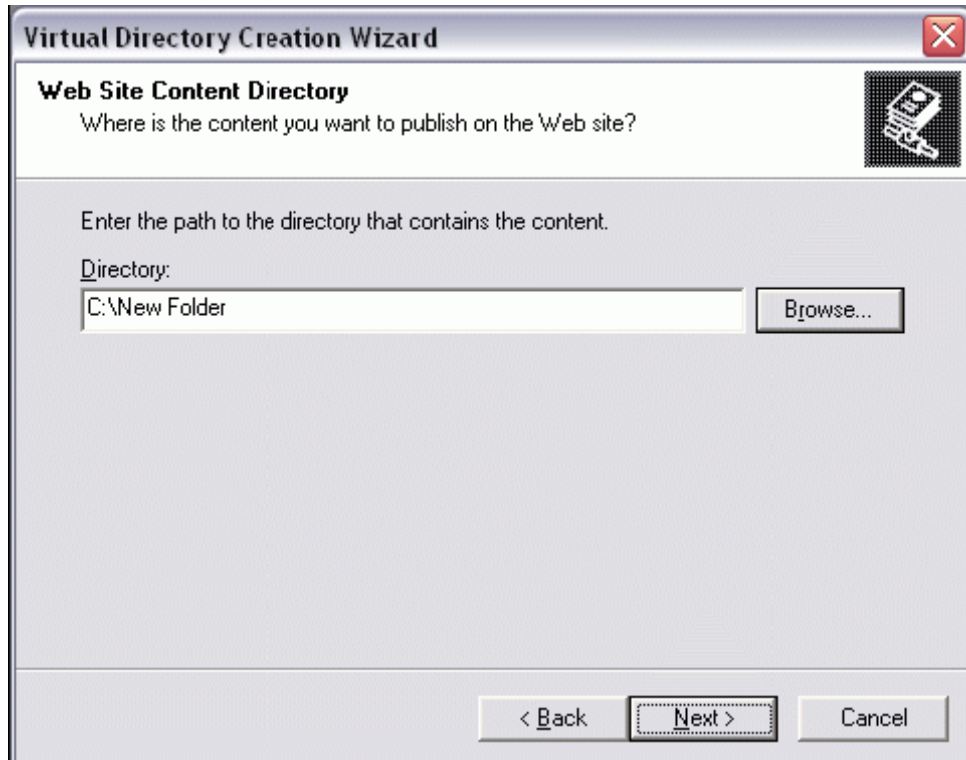 Virtual Directory Creation Wizard
Web Site Content Directory
Where is the content you want to publish on the Web site?
Enter the path to the directory that contains the content.
Directory:
C:\New Folder
Browse...
< Back
Next >
Cancel